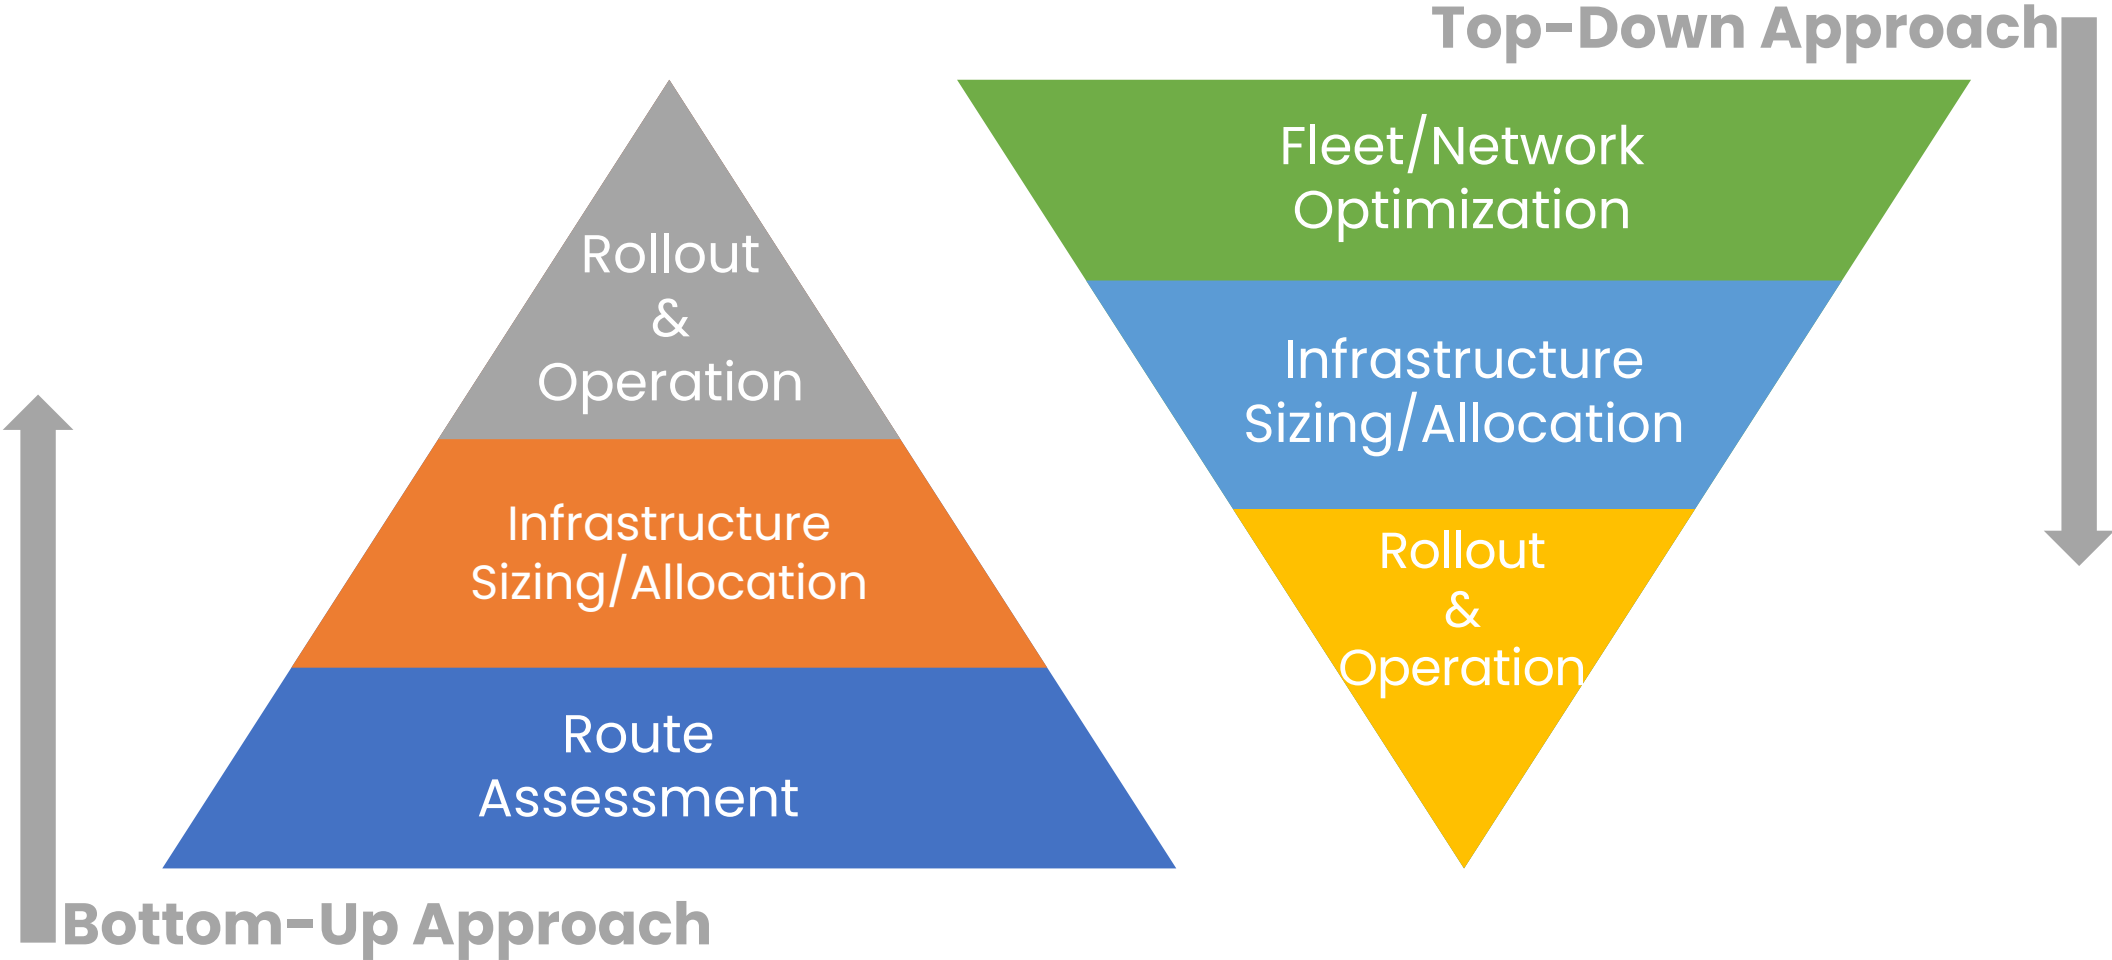 Top-Down Approach
Rollout
&
Operation
Infrastructure
Sizing/Allocation
Route
Assessment
Bottom-Up Approach
Fleet/Network
Optimization
Infrastructure
Sizing/Allocation
Rollout
&
Operation